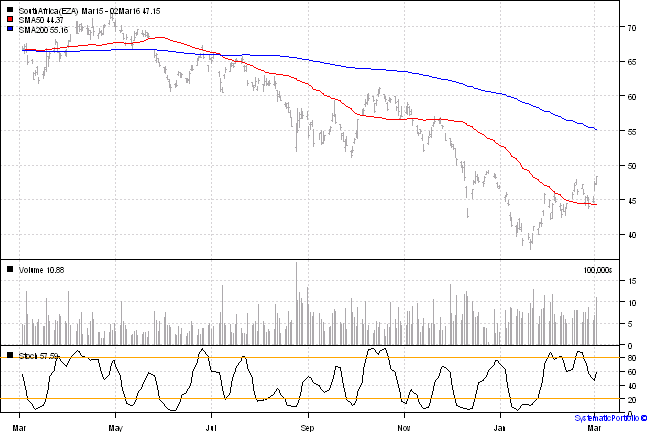 SouthAfrica(EZA) Mar15 - 02Mar16 47.15
SMA50 44.37
SMA200 55.16
70
65
60
55
50
45
40
Volume 10.88
100,000s
15
10
5
0
Stoch 57.59
80
60
40
20
0
Mar May Jul Sep Nov Jan Mar
SystematicPortfolio ©